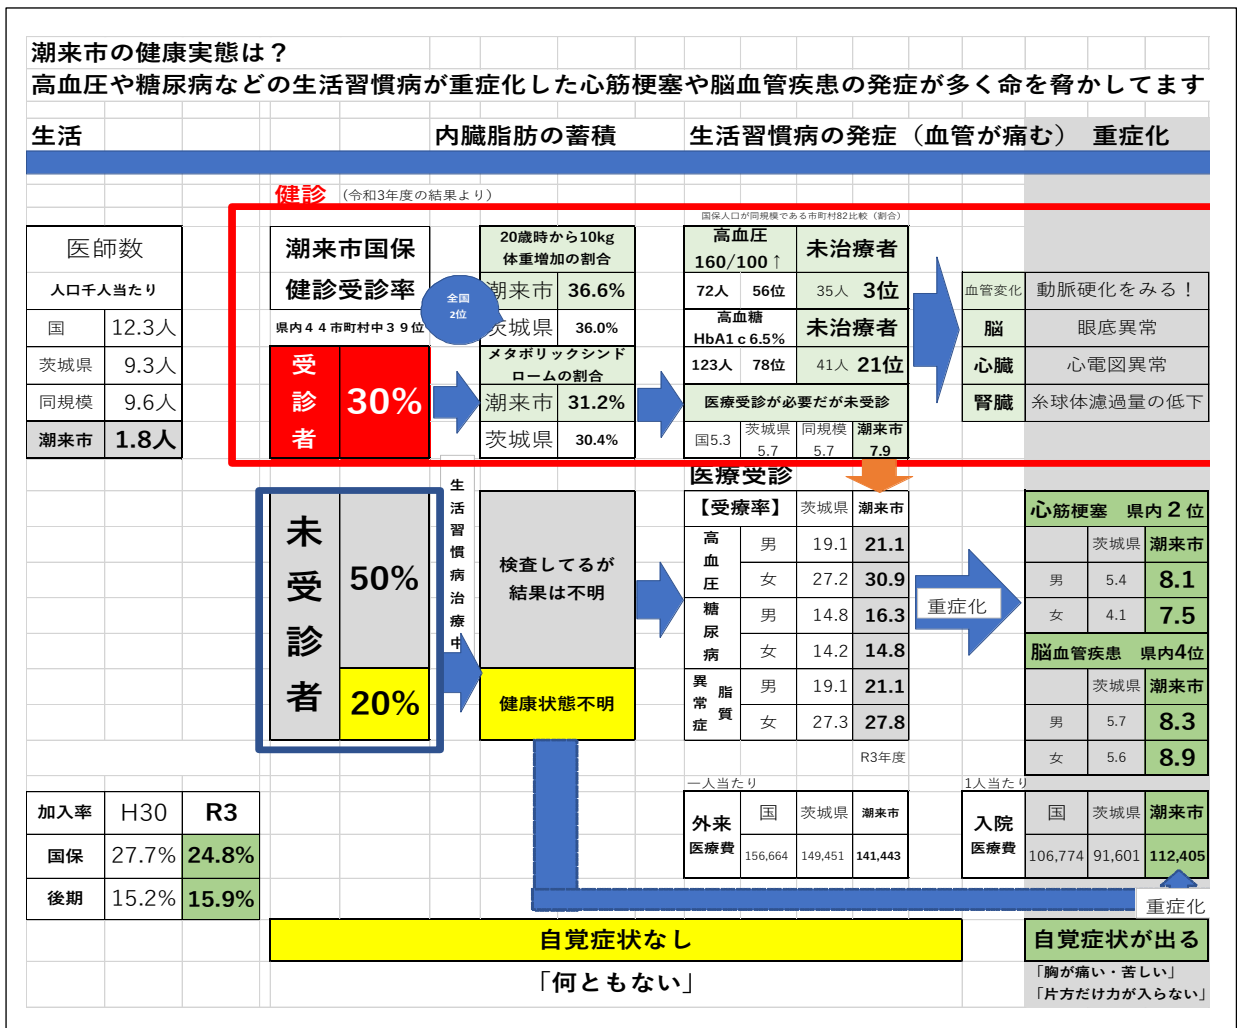 潮来市の健康実態は？
高血圧や糖尿病などの生活習慣病が重症化した心筋梗塞や脳血管疾患の発症が多く命を脅かしてます
生活 内臓脂肪の蓄積 生活習慣病の発症（血管が痛む） 重症化
健診 （令和3年度の結果より）
国保人口が同規模である市町村82比較（割合）
医師数
人口千人当たり
国 12.3人
茨城県 9.3人
同規模 9.6人
潮来市 1.8人
潮来市国保
健診受診率
県内４４市町村中３９位
受診者 30%
全国
2位
20歳時から10kg
体重増加の割合
潮来市 36.6%
茨城県 36.0%
メタボリックシンド
ロームの割合
潮来市 31.2%
茨城県 30.4%
高血圧
160/100↑
未治療者
72人 56位 35人 3位
高血糖
HbA1ｃ6.5%
未治療者
123人 78位 41人 21位
医療受診が必要だが未受診
国5.3 茨城県 同規模 潮来市
5.7 5.7 7.9
血管変化 動脈硬化をみる！
脳 眼底異常
心臓 心電図異常
腎臓 糸球体濾過量の低下
未受診者 50%
20%
生活習慣病治療中
検査してるが
結果は不明
健康状態不明
医療受診
【受療率】 茨城県 潮来市
高血圧 男 19.1 21.1
女 27.2 30.9
糖尿病 男 14.8 16.3
女 14.2 14.8
脂質異常症 男 19.1 21.1
女 27.3 27.8
R3年度
重症化
心筋梗塞 県内２位
茨城県 潮来市
男 5.4 8.1
女 4.1 7.5
脳血管疾患 県内4位
茨城県 潮来市
男 5.7 8.3
女 5.6 8.9
加入率 H30 R3
国保 27.7% 24.8%
後期 15.2% 15.9%
一人当たり
外来
医療費
国 茨城県 潮来市
156,664 149,451 141,443
1人当たり
入院
医療費
国 茨城県 潮来市
106,774 91,601 112,405
重症化
自覚症状なし
「何ともない」
自覚症状が出る
「胸が痛い・苦しい」
「片方だけ力が入らない」